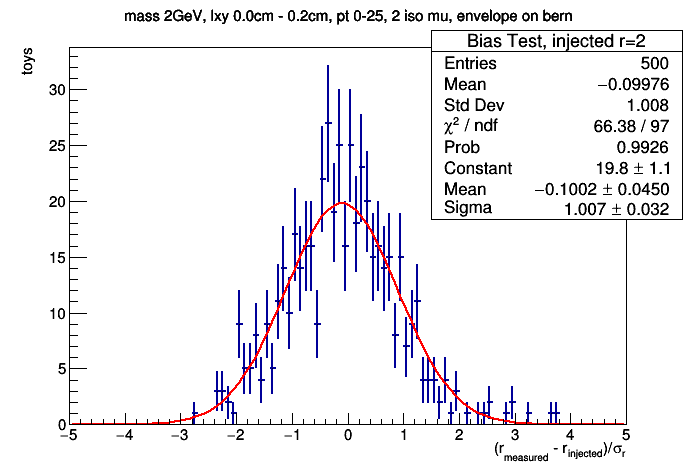 mass 2GeV, lxy 0.0cm - 0.2cm, pt 0-25, 2 iso mu, envelope on bern
Bias Test, injected r=2
Entries 500
Mean −0.09976
Std Dev 1.008
χ² / ndf 66.38 / 97
Prob 0.9926
Constant 19.8 ± 1.1
Mean −0.1002 ± 0.0450
Sigma 1.007 ± 0.032
toys
30
25
20
15
10
5
0
−5 −4 −3 −2 −1 0 1 2 3 4 5
(r_measured - r_injected)/σ_r